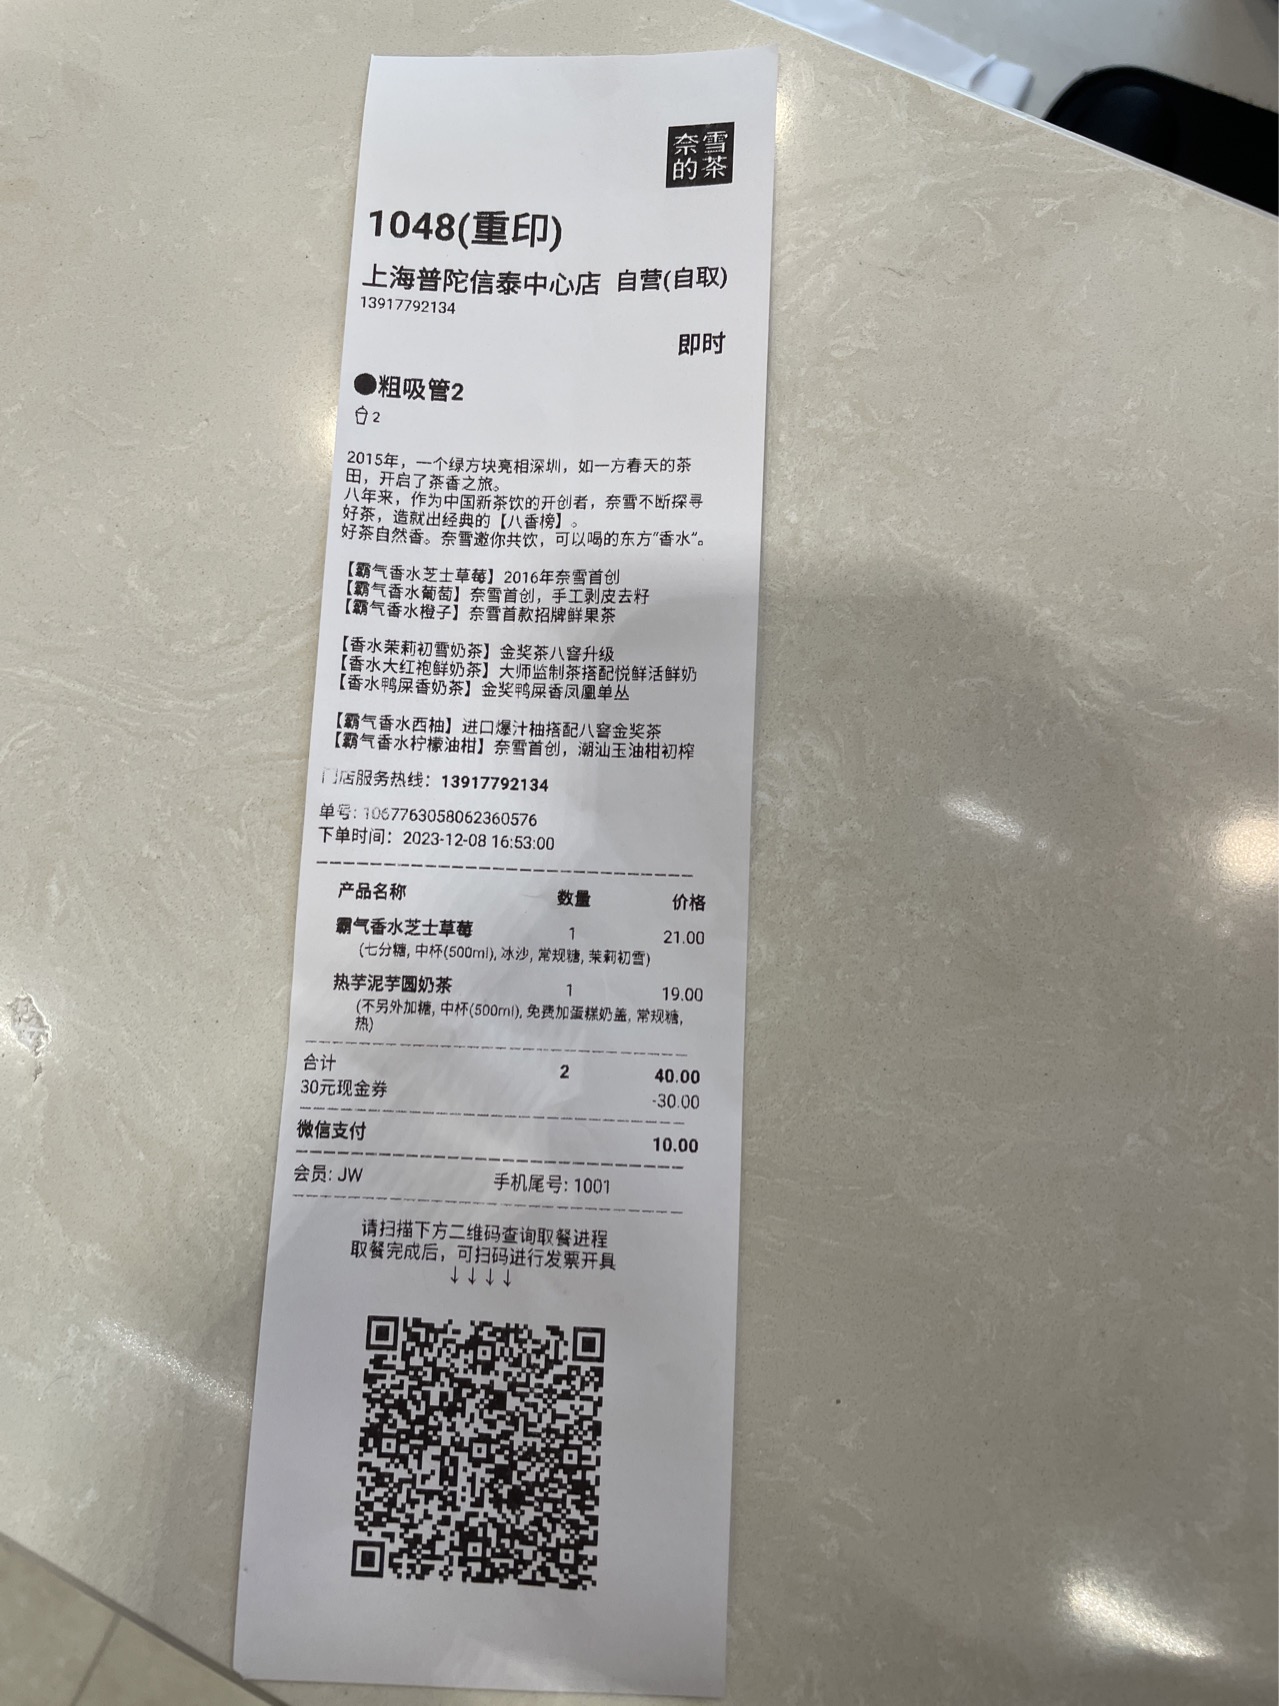 奈雪
的茶
1048(重印)
上海普陀信泰中心店 自营(自取)
13917792134
即时
●粗吸管2
2
2015年，一个绿方块亮相深圳，如一方春天的茶
田，开启了茶香之旅。
八年来，作为中国新茶饮的开创者，奈雪不断探寻
好茶，造就出经典的【八香榜】。
好茶自然香。奈雪邀你共饮，可以喝的东方"香水"。
【霸气香水芝士草莓】2016年奈雪首创
【霸气香水葡萄】奈雪首创，手工剥皮去籽
【霸气香水橙子】奈雪首款招牌鲜果茶
【香水茉莉初雪奶茶】金奖茶八窨升级
【香水大红袍鲜奶茶】大师监制茶搭配悦鲜活鲜奶
【香水鸭屎香奶茶】金奖鸭屎香凤凰单丛
【霸气香水西柚】进口爆汁柚搭配八窨金奖茶
【霸气香水柠檬油柑】奈雪首创，潮汕玉油柑初榨
门店服务热线：13917792134
单号: 1067763058062360576
下单时间：2023-12-08 16:53:00
产品名称 数量 价格
霸气香水芝士草莓 1 21.00
(七分糖, 中杯(500ml), 冰沙, 常规糖, 茉莉初雪)
热芋泥芋圆奶茶 1 19.00
(不另外加糖, 中杯(500ml), 免费加蛋糕奶盖, 常规糖,
热)
合计 2 40.00
30元现金券 -30.00
微信支付 10.00
会员: JW 手机尾号: 1001
请扫描下方二维码查询取餐进程
取餐完成后，可扫码进行发票开具
↓↓↓↓